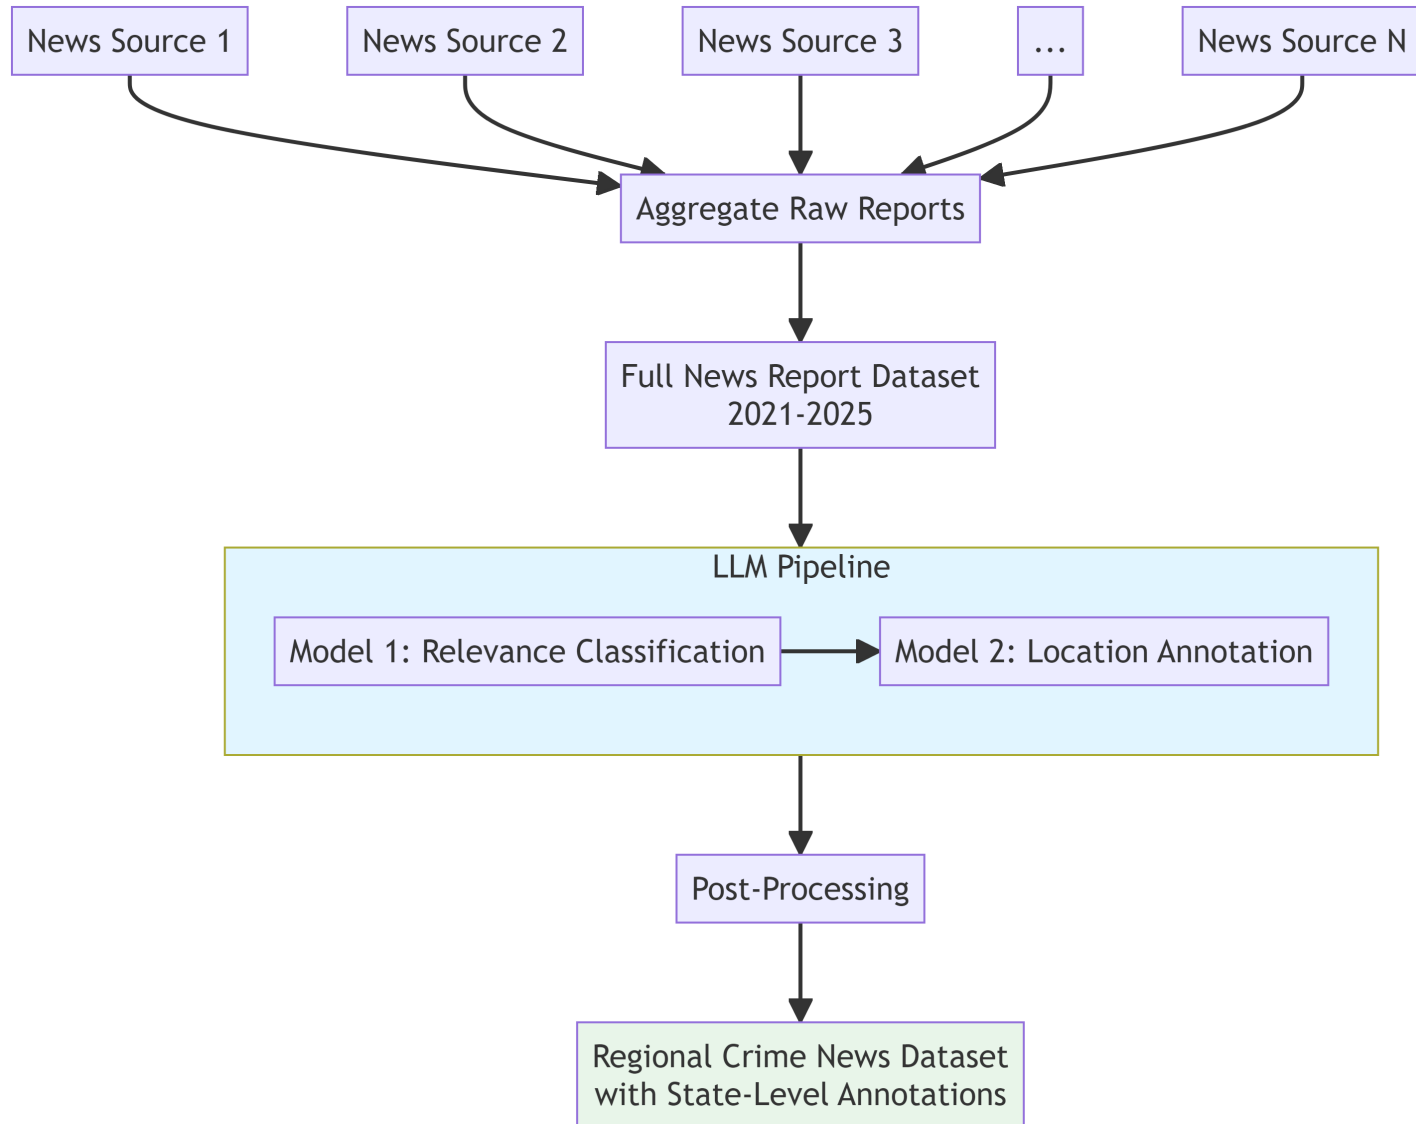 News Source 1
News Source 2
News Source 3
...
News Source N
Aggregate Raw Reports
Full News Report Dataset
2021-2025
LLM Pipeline
Model 1: Relevance Classification
Model 2: Location Annotation
Post-Processing
Regional Crime News Dataset
with State-Level Annotations